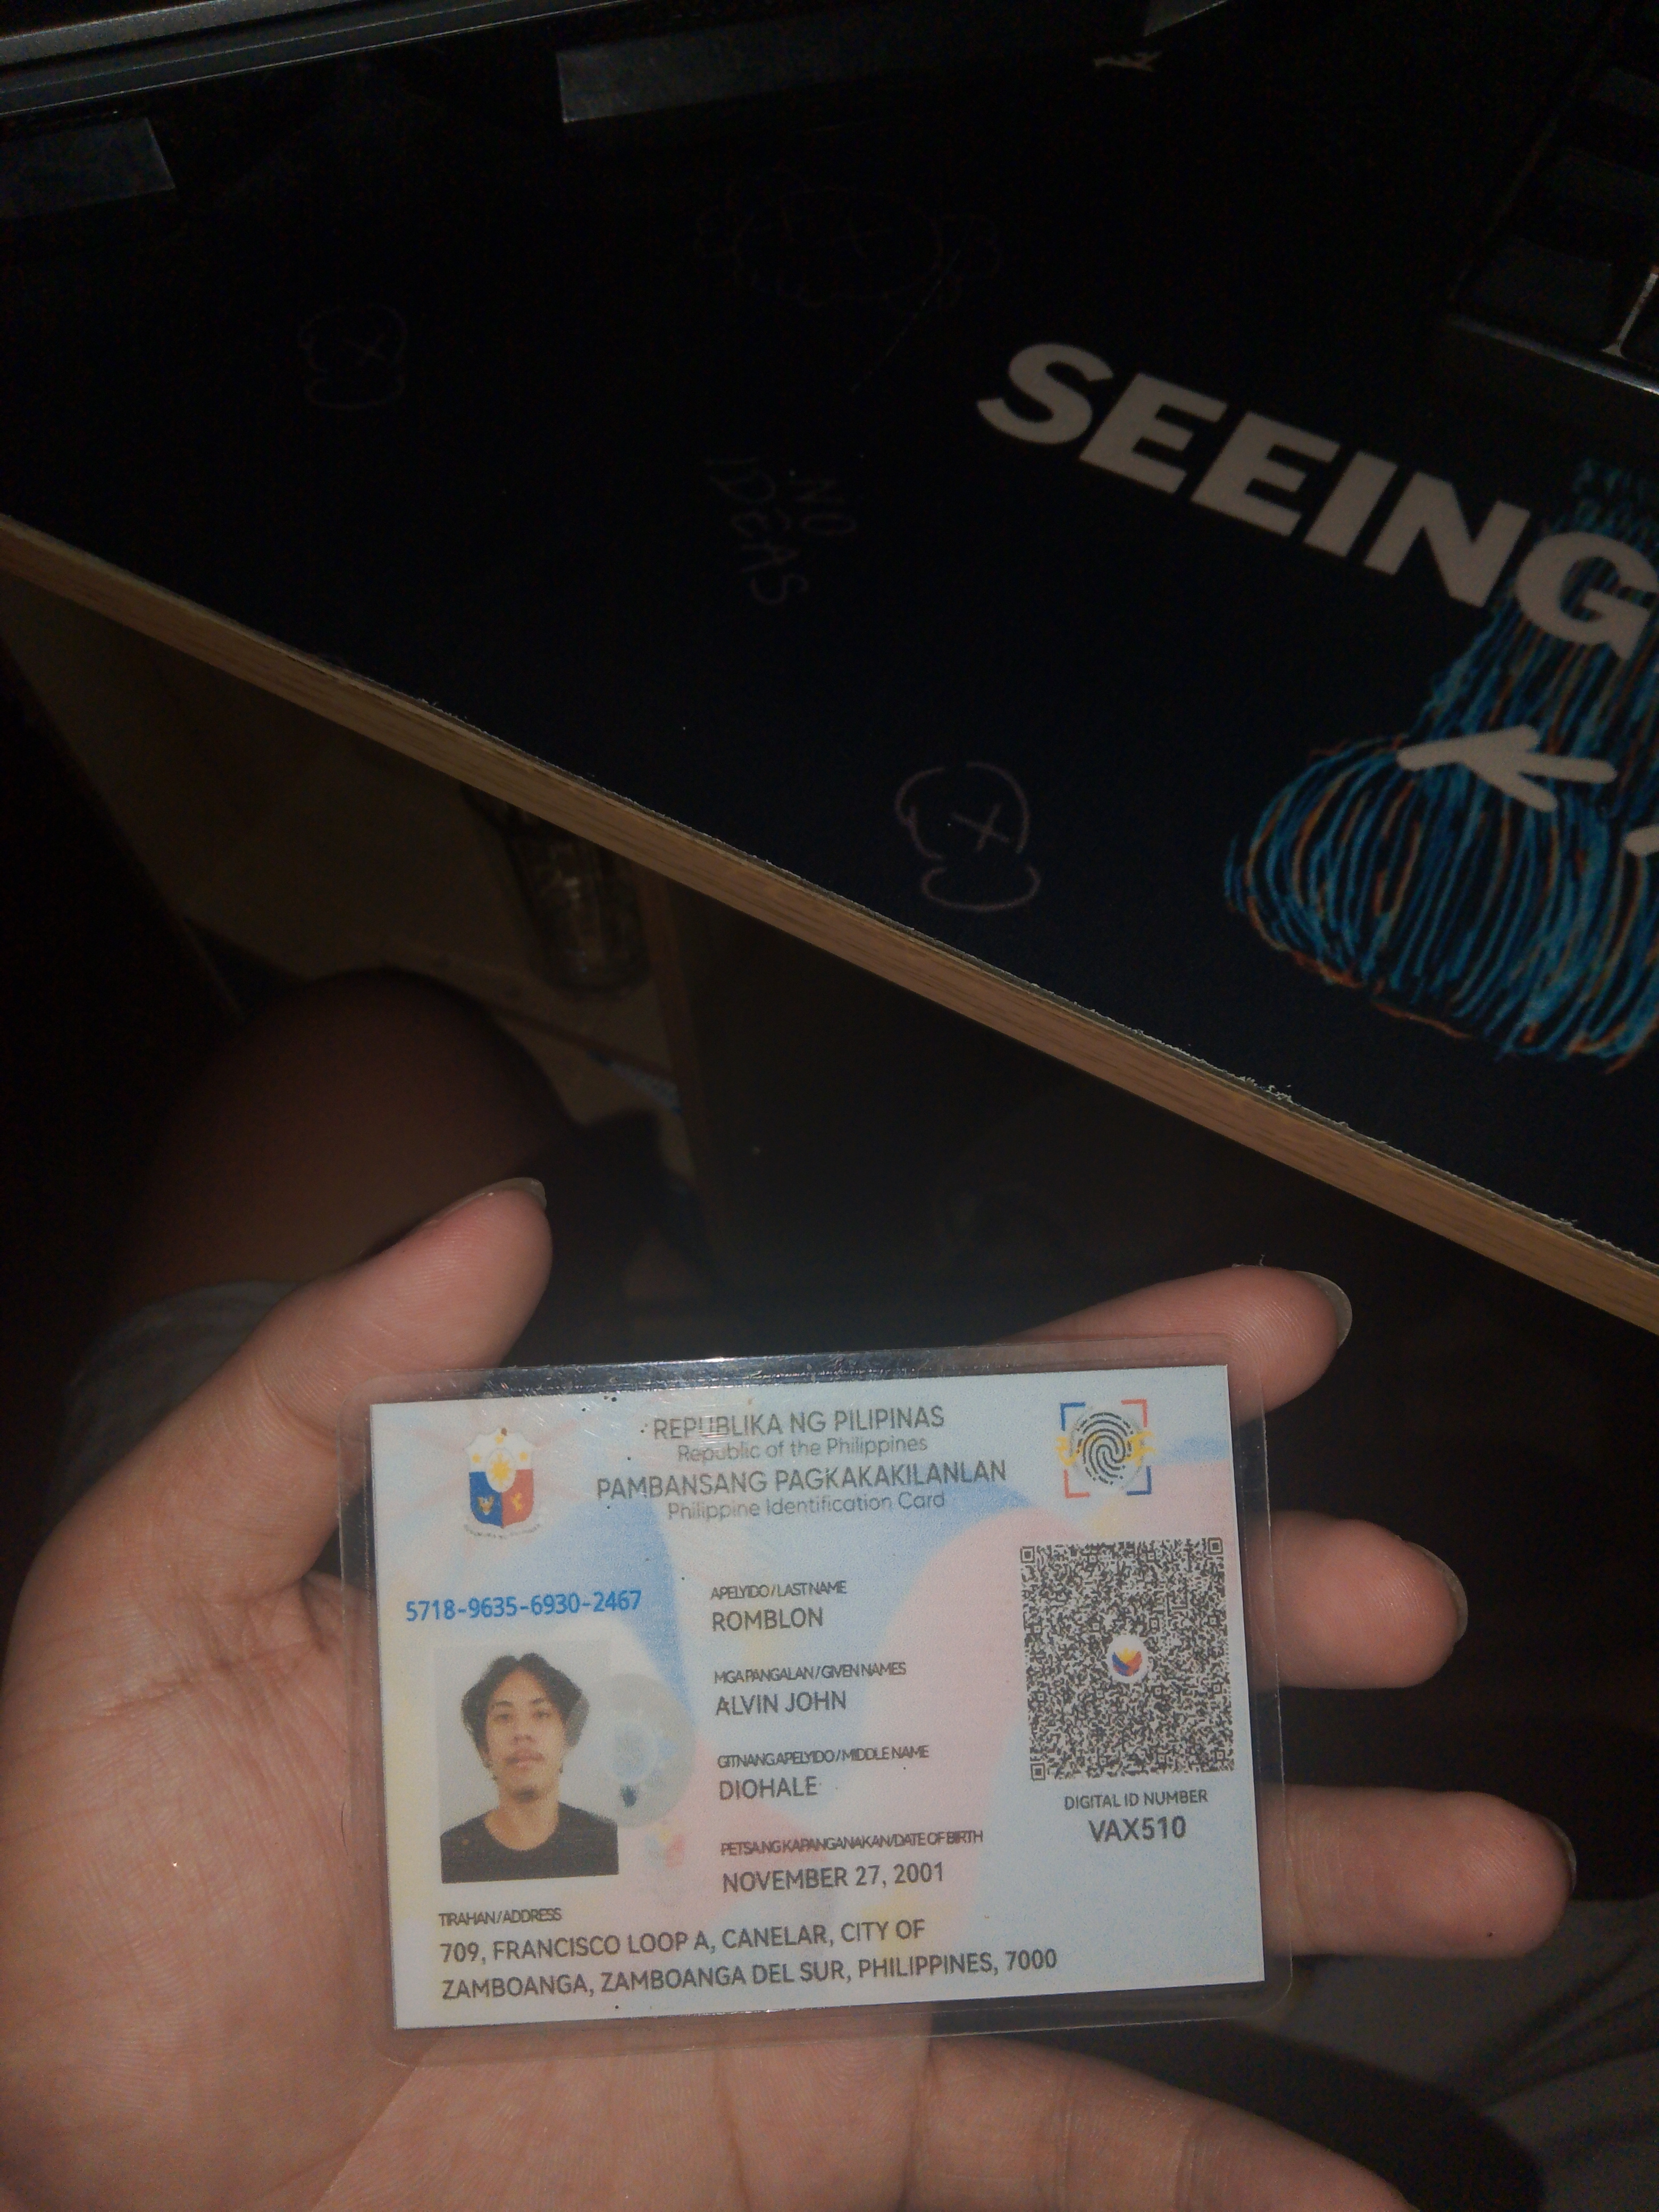 SEEING
NO
IDEAS
REPUBLIKA NG PILIPINAS
Republic of the Philippines
PAMBANSANG PAGKAKAKILANLAN
Philippine Identification Card
5718-9635-6930-2467
APELYIDO/LAST NAME
ROMBLON
MGA PANGALAN/GIVEN NAMES
ALVIN JOHN
GITNANG APELYIDO/MIDDLE NAME
DIOHALE
PETSA NG KAPANGANAKAN/DATE OF BIRTH
NOVEMBER 27, 2001
DIGITAL ID NUMBER
VAX510
TIRAHAN/ADDRESS
709, FRANCISCO LOOP A, CANELAR, CITY OF
ZAMBOANGA, ZAMBOANGA DEL SUR, PHILIPPINES, 7000